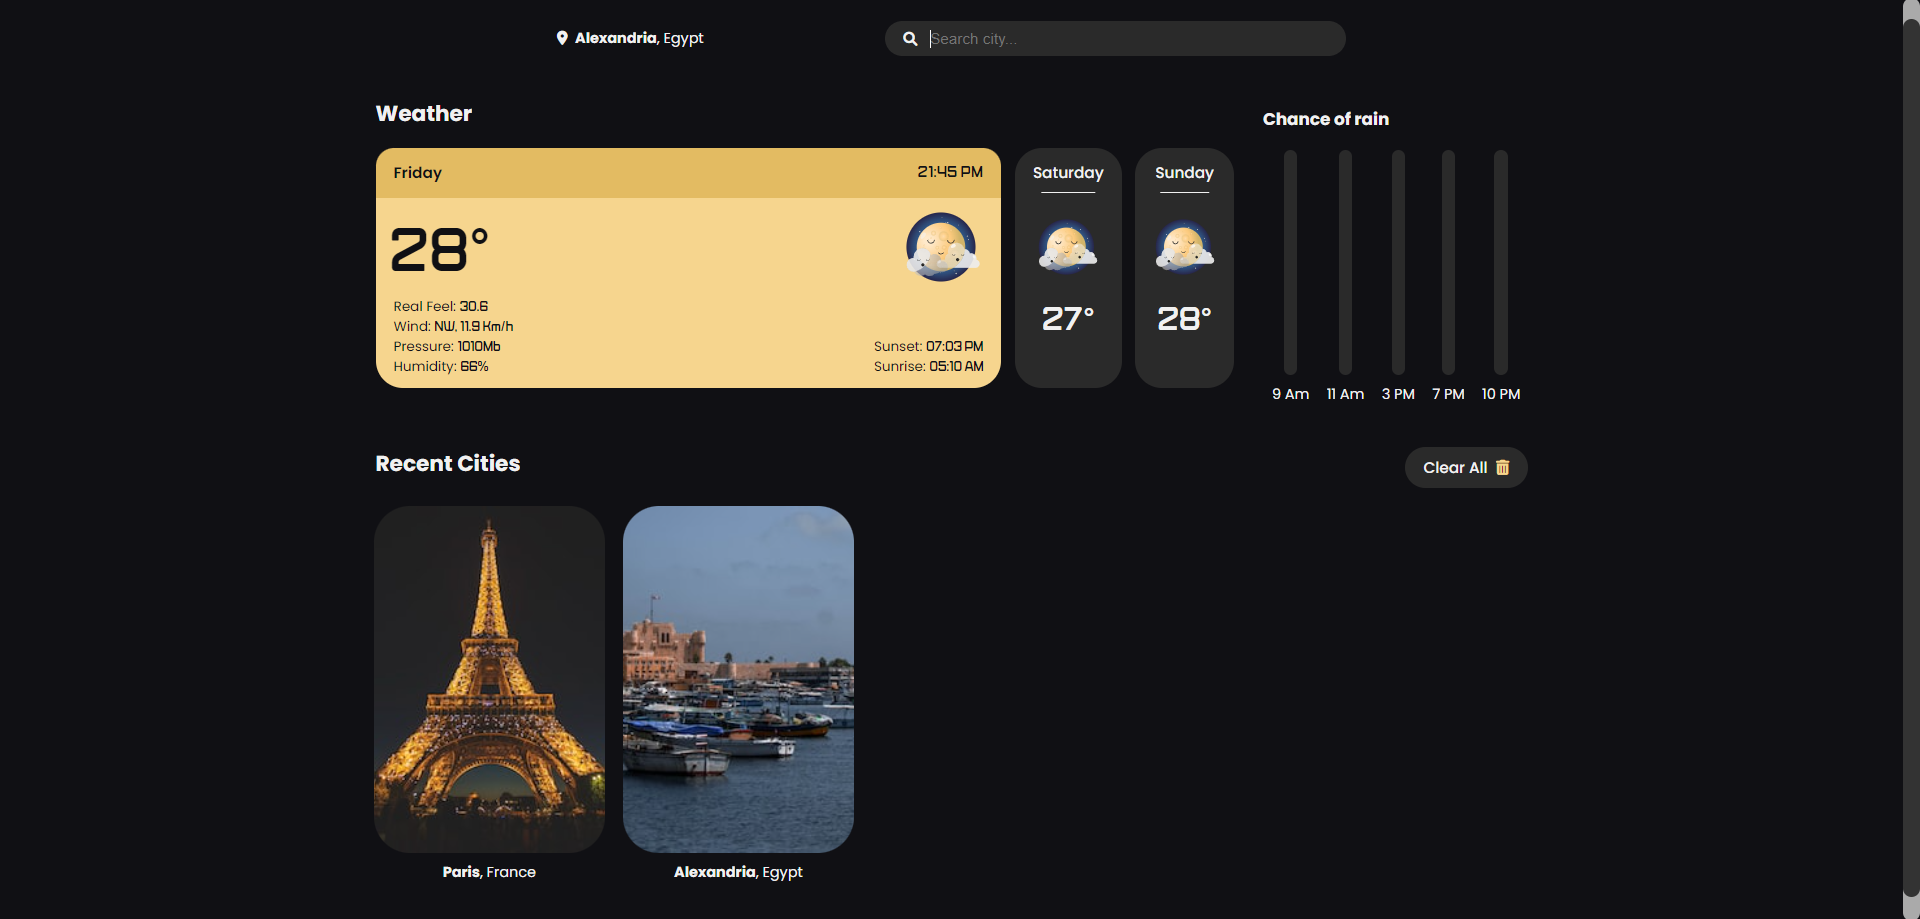 Alexandria, Egypt
Search city...
Weather
Friday
21:45 PM
28°
Real Feel: 30.6
Wind: NW, 11.9 Km/h
Pressure: 1010Mb
Humidity: 66%
Sunset: 07:03 PM
Sunrise: 05:10 AM
Saturday
27°
Sunday
28°
Chance of rain
9 Am 11 Am 3 PM 7 PM 10 PM
Recent Cities
Clear All
Paris, France
Alexandria, Egypt